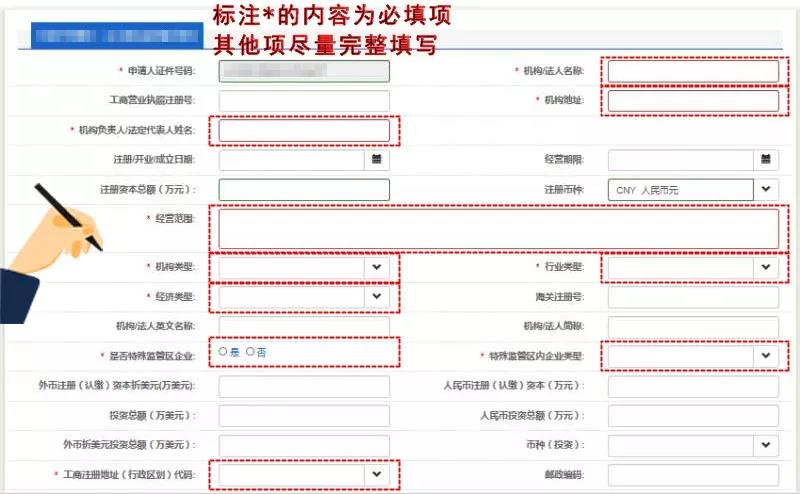 标注*的内容为必填项
其他项尽量完整填写
* 申请人证件号码:
* 机构/法人名称:
工商营业执照注册号:
* 机构地址:
* 机构负责人/法定代表人姓名:
注册/开业/成立日期:
经营期限:
注册资本总额（万元）:
注册币种:
CNY 人民币元
* 经营范围:
* 机构类型:
* 行业类型:
* 经济类型:
海关注册号:
机构/法人英文名称:
机构/法人简称:
* 是否特殊监管区企业:
是 否
* 特殊监管区内企业类型:
外币注册（认缴）资本折美元(万美元):
人民币注册（认缴）资本（万元）:
投资总额（万美元）:
人民币投资总额（万元）:
外币折美元投资总额（万美元）:
币种（投资）:
* 工商注册地址（行政区划）代码:
邮政编码: